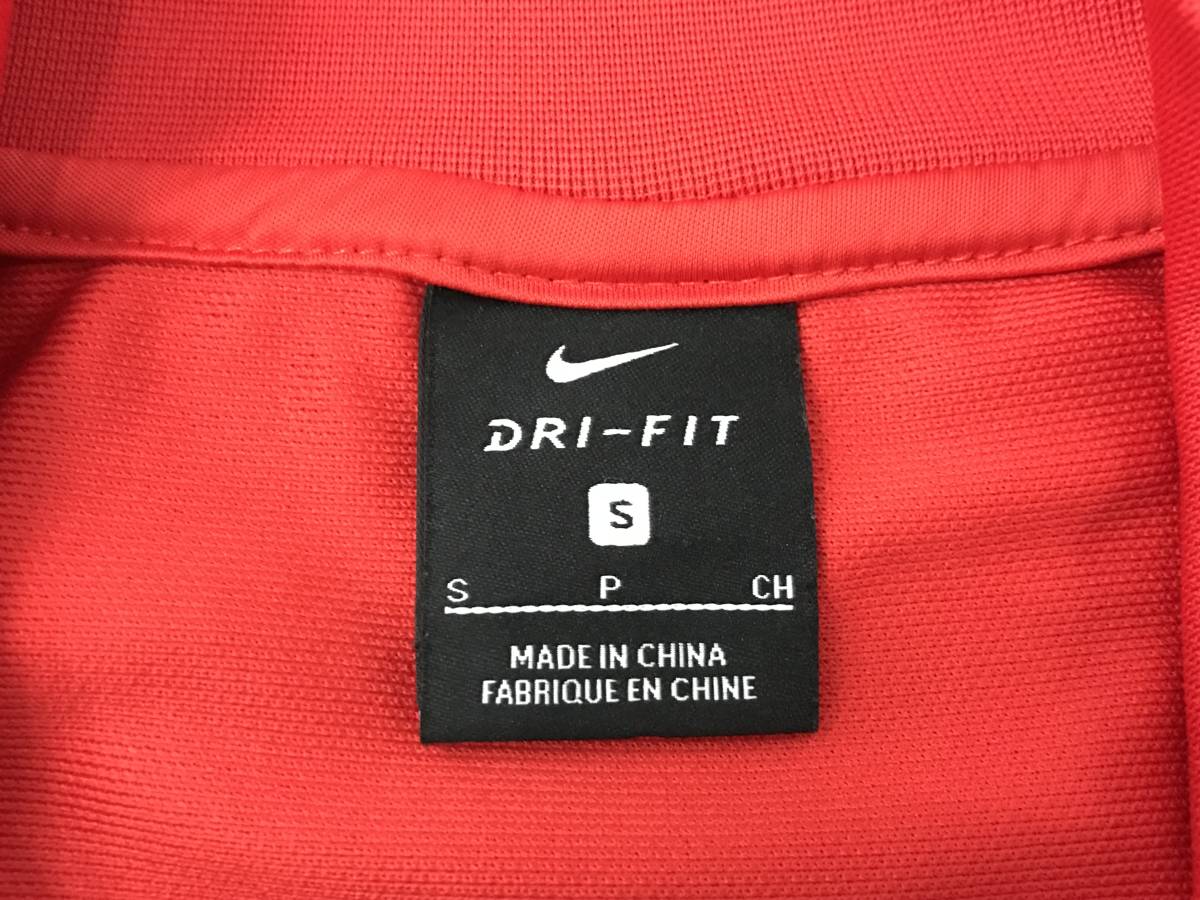 DRI-FIT
S
S P CH
MADE IN CHINA
FABRIQUE EN CHINE